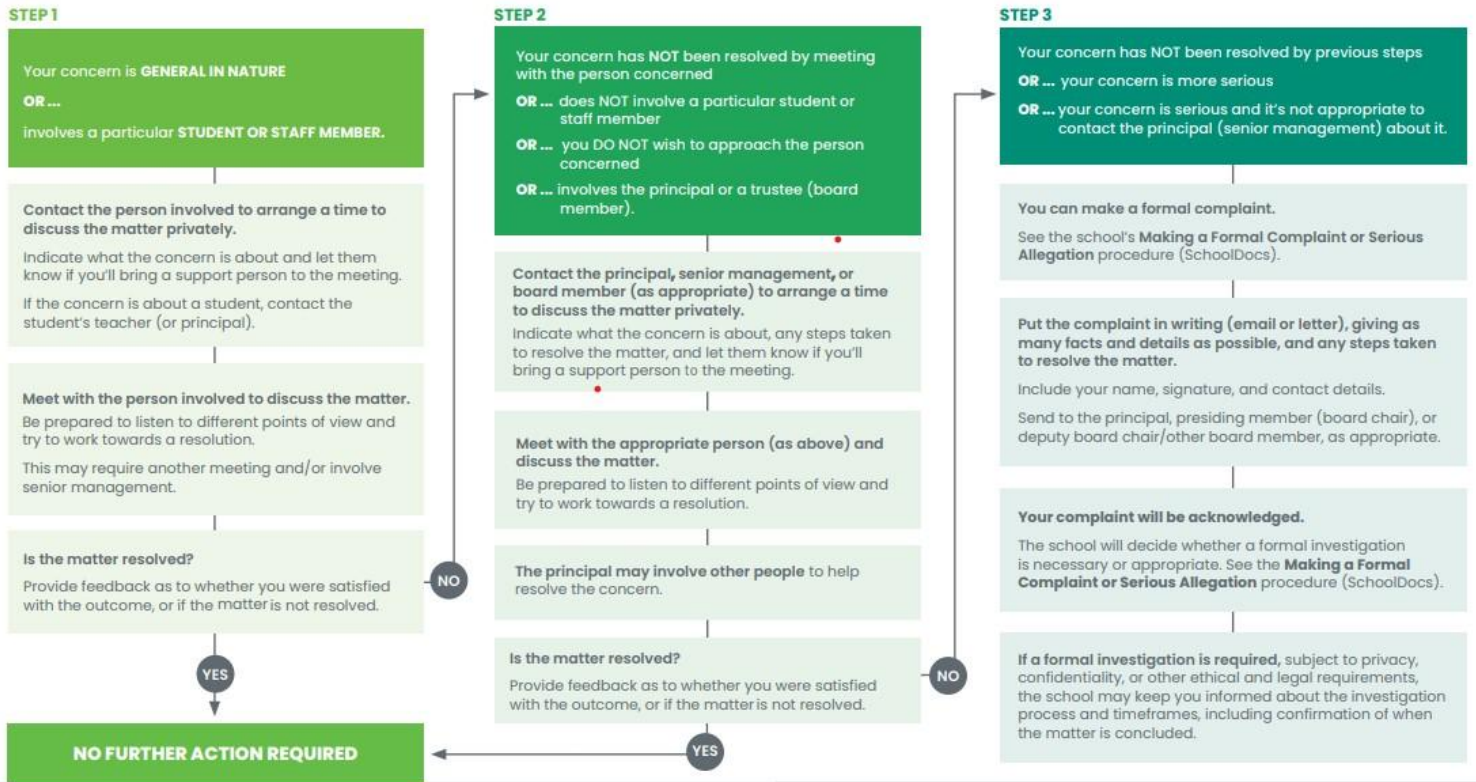 STEP 1
Your concern is GENERAL IN NATURE
OR ...
involves a particular STUDENT OR STAFF MEMBER.
Contact the person involved to arrange a time to
discuss the matter privately.
Indicate what the concern is about and let them
know if you'll bring a support person to the meeting.
If the concern is about a student, contact the
student's teacher (or principal).
Meet with the person involved to discuss the matter.
Be prepared to listen to different points of view and
try to work towards a resolution.
This may require another meeting and/or involve
senior management.
Is the matter resolved?
Provide feedback as to whether you were satisfied
with the outcome, or if the matter is not resolved.
NO
YES
NO FURTHER ACTION REQUIRED
STEP 2
Your concern has NOT been resolved by meeting
with the person concerned
OR ... does NOT involve a particular student or
staff member
OR ... you DO NOT wish to approach the person
concerned
OR ... involves the principal or a trustee (board
member).
Contact the principal, senior management, or
board member (as appropriate) to arrange a time
to discuss the matter privately.
Indicate what the concern is about, any steps taken
to resolve the matter, and let them know if you'll
bring a support person to the meeting.
Meet with the appropriate person (as above) and
discuss the matter.
Be prepared to listen to different points of view and
try to work towards a resolution.
The principal may involve other people to help
resolve the concern.
Is the matter resolved?
Provide feedback as to whether you were satisfied
with the outcome, or if the matter is not resolved.
NO
YES
STEP 3
Your concern has NOT been resolved by previous steps
OR ... your concern is more serious
OR ... your concern is serious and it's not appropriate to
contact the principal (senior management) about it.
You can make a formal complaint.
See the school's Making a Formal Complaint or Serious
Allegation procedure (SchoolDocs).
Put the complaint in writing (email or letter), giving as
many facts and details as possible, and any steps taken
to resolve the matter.
Include your name, signature, and contact details.
Send to the principal, presiding member (board chair), or
deputy board chair/other board member, as appropriate.
Your complaint will be acknowledged.
The school will decide whether a formal investigation
is necessary or appropriate. See the Making a Formal
Complaint or Serious Allegation procedure (SchoolDocs).
If a formal investigation is required, subject to privacy,
confidentiality, or other ethical and legal requirements,
the school may keep you informed about the investigation
process and timeframes, including confirmation of when
the matter is concluded.